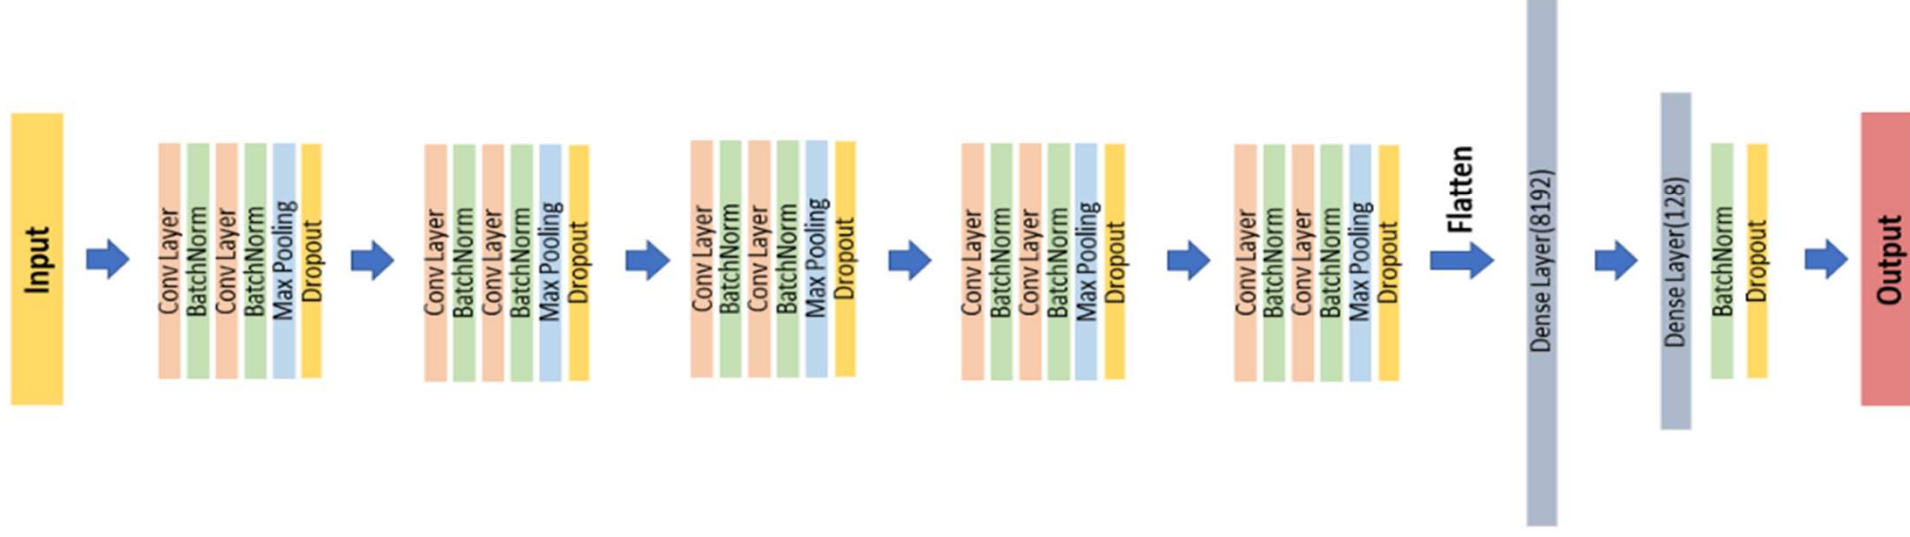 Input
Conv Layer
BatchNorm
Conv Layer
BatchNorm
Max Pooling
Dropout
Conv Layer
BatchNorm
Conv Layer
BatchNorm
Max Pooling
Dropout
Conv Layer
BatchNorm
Conv Layer
BatchNorm
Max Pooling
Dropout
Conv Layer
BatchNorm
Conv Layer
BatchNorm
Max Pooling
Dropout
Conv Layer
BatchNorm
Conv Layer
BatchNorm
Max Pooling
Dropout
Flatten
Dense Layer(8192)
Dense Layer(128)
BatchNorm
Dropout
Output